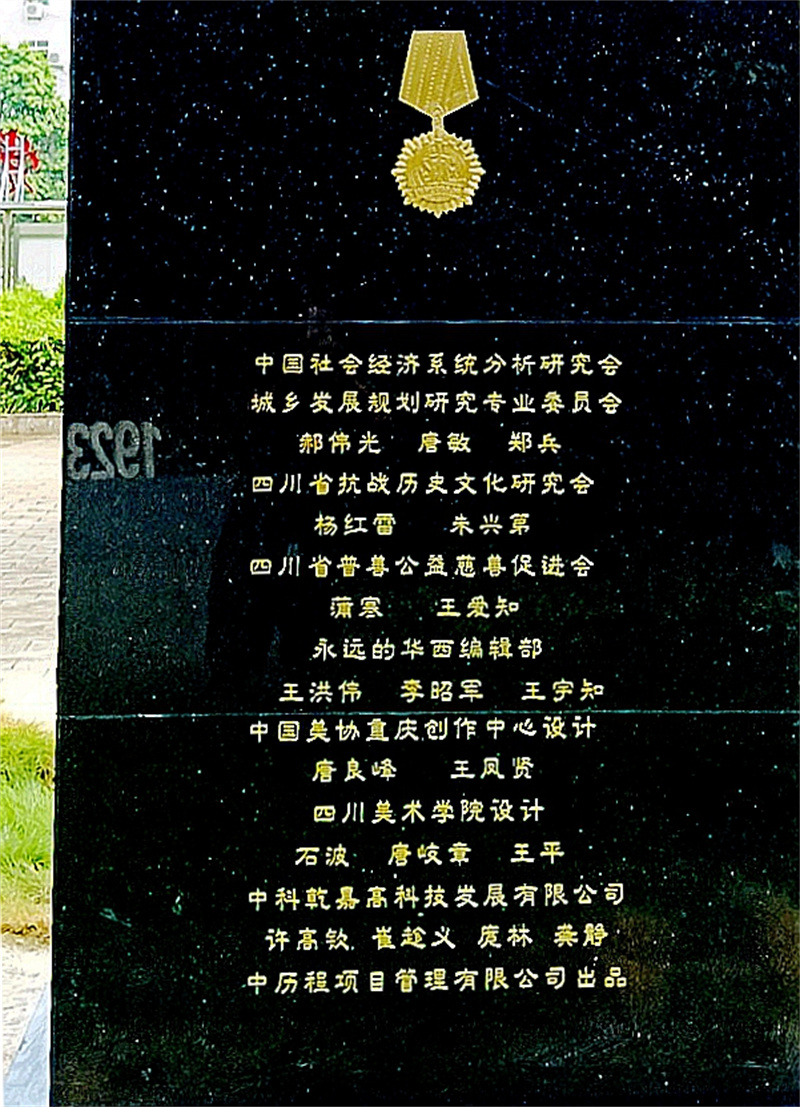 中国社会经济系统分析研究会
城乡发展规划研究专业委员会
郝伟光 唐敏 郑兵
四川省抗战历史文化研究会
杨红雷 朱兴第
四川省普善公益慈善促进会
蒲寒 王爱知
永远的华西编辑部
王洪伟 李昭军 王宇知
中国美协重庆创作中心设计
唐良峰 王凤贤
四川美术学院设计
石波 唐岐章 王平
中科乾嘉高科技发展有限公司
许高钦 崔趁义 庞林 龚静
中历程项目管理有限公司出品
1923